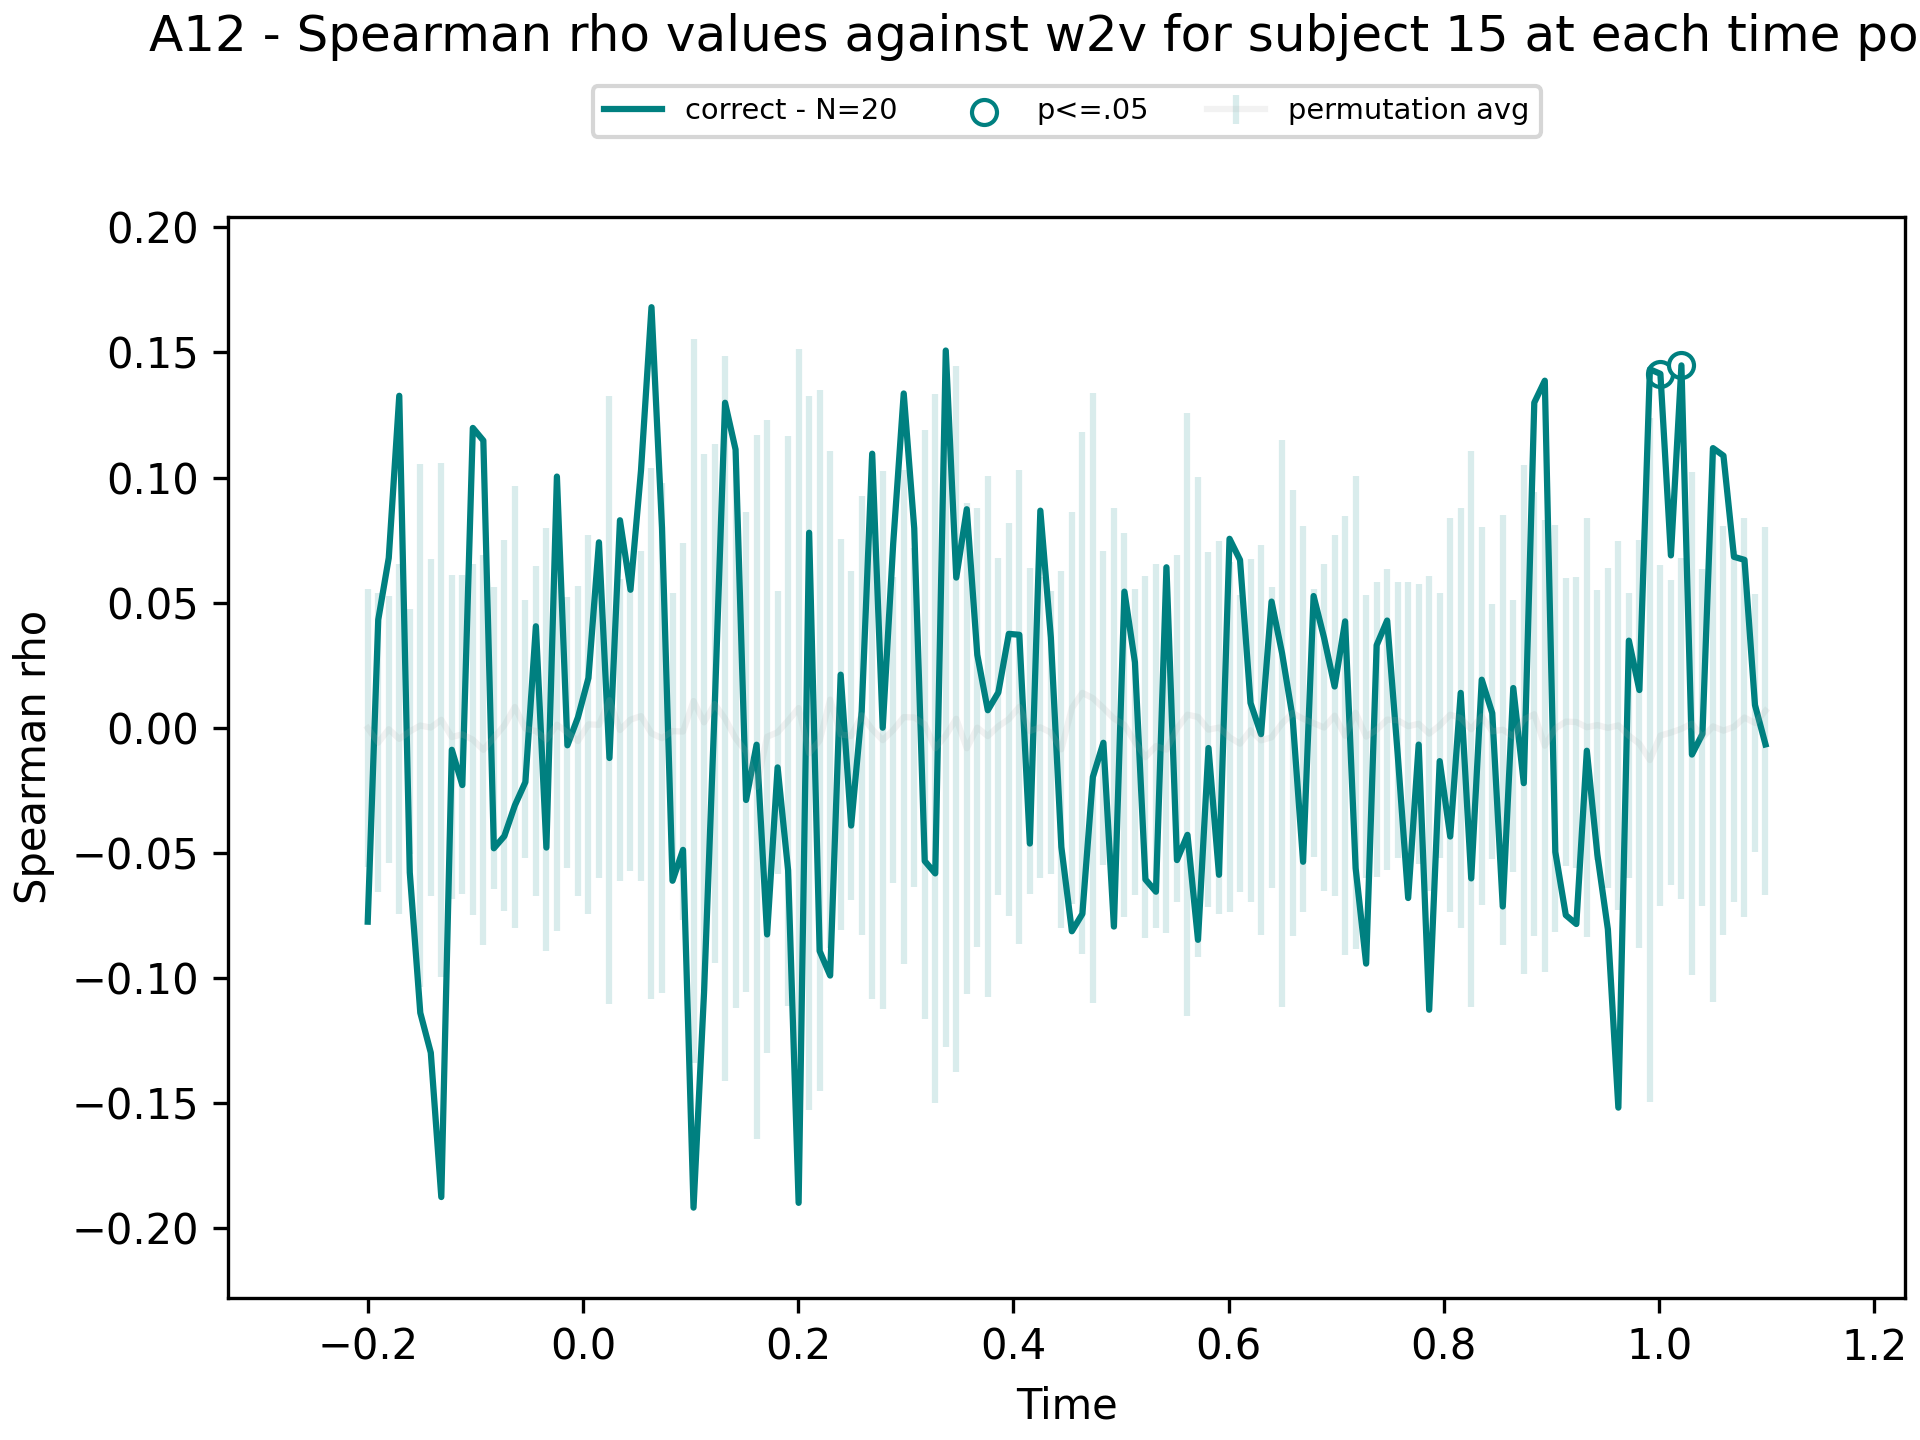 A12 - Spearman rho values against w2v for subject 15 at each time po
correct - N=20 p<=.05 permutation avg
0.20
0.15
0.10
0.05
0.00
−0.05
−0.10
−0.15
−0.20
Spearman rho
−0.2 0.0 0.2 0.4 0.6 0.8 1.0 1.2
Time